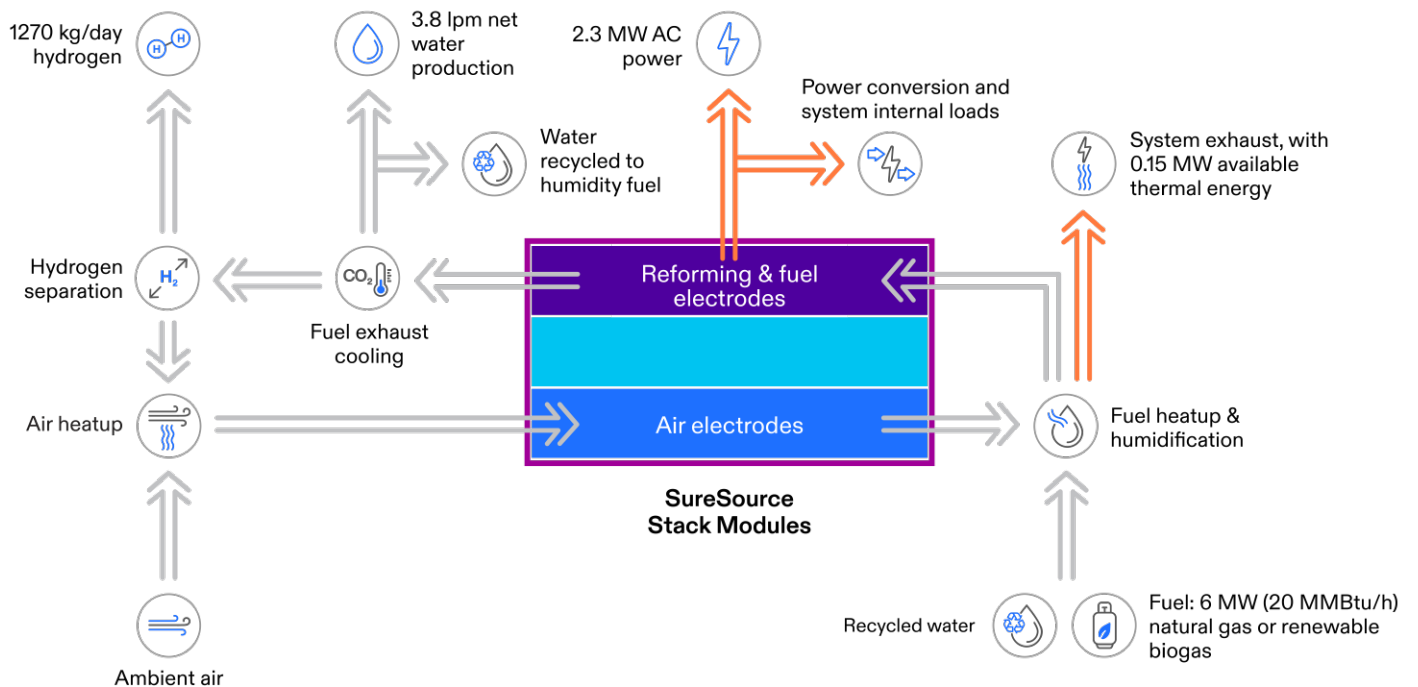 1270 kg/day
hydrogen
H
H
3.8 lpm net
water
production
2.3 MW AC
power
Power conversion and
system internal loads
Water
recycled to
humidity fuel
System exhaust, with
0.15 MW available
thermal energy
Hydrogen
separation
H₂
CO₂
Fuel exhaust
cooling
Reforming & fuel
electrodes
Air heatup
Air electrodes
Fuel heatup &
humidification
SureSource
Stack Modules
Ambient air
Recycled water
Fuel: 6 MW (20 MMBtu/h)
natural gas or renewable
biogas